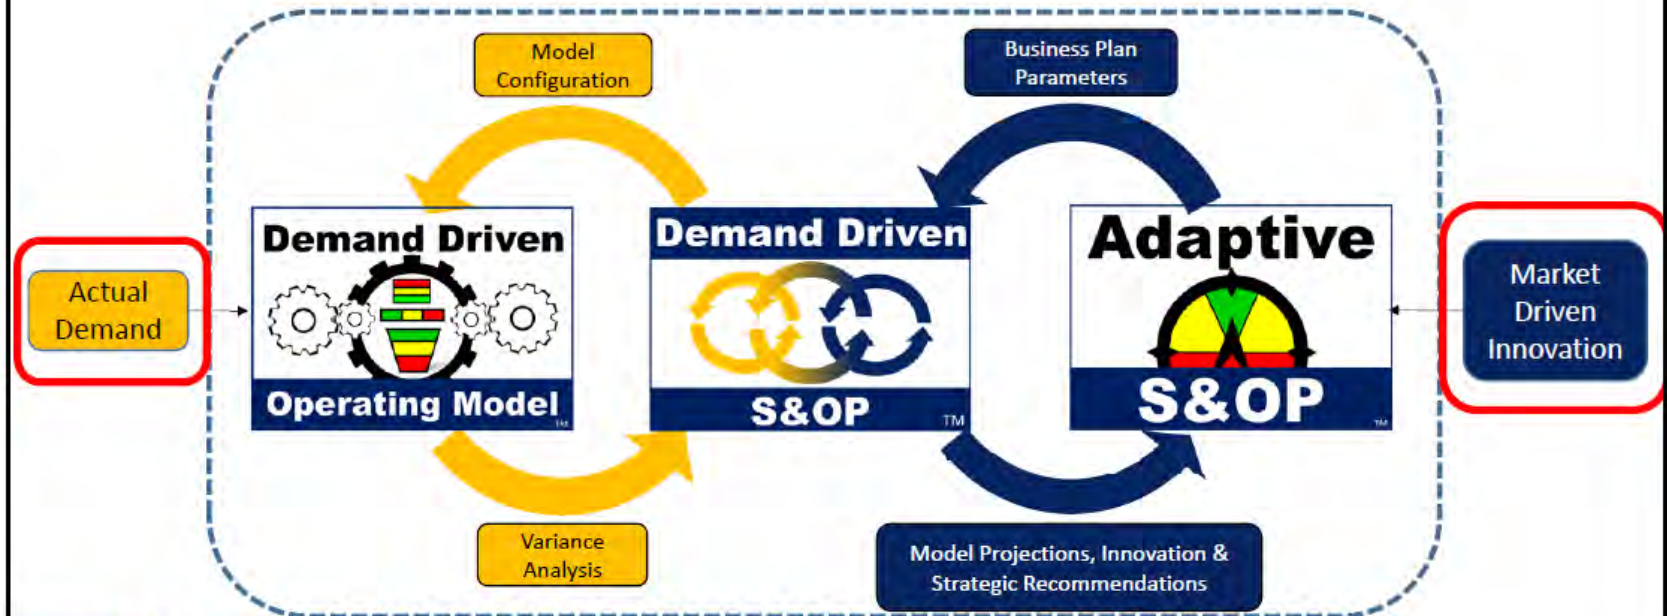 Model
Configuration
Business Plan
Parameters
Actual
Demand
Demand Driven
Operating Model
TM
Demand Driven
S&OP
TM
Adaptive
S&OP
TM
Market
Driven
Innovation
Variance
Analysis
Model Projections, Innovation &
Strategic Recommendations